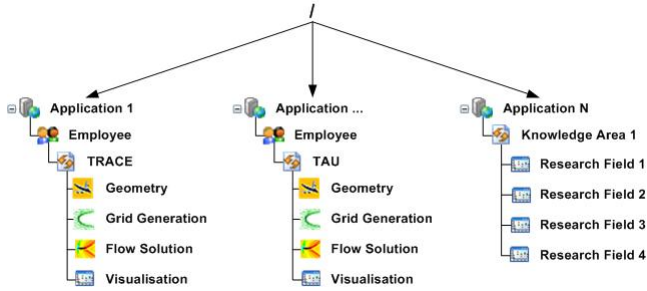 /
Application 1
Employee
TRACE
Geometry
Grid Generation
Flow Solution
Visualisation
Application ...
Employee
TAU
Geometry
Grid Generation
Flow Solution
Visualisation
Application N
Knowledge Area 1
Research Field 1
Research Field 2
Research Field 3
Research Field 4